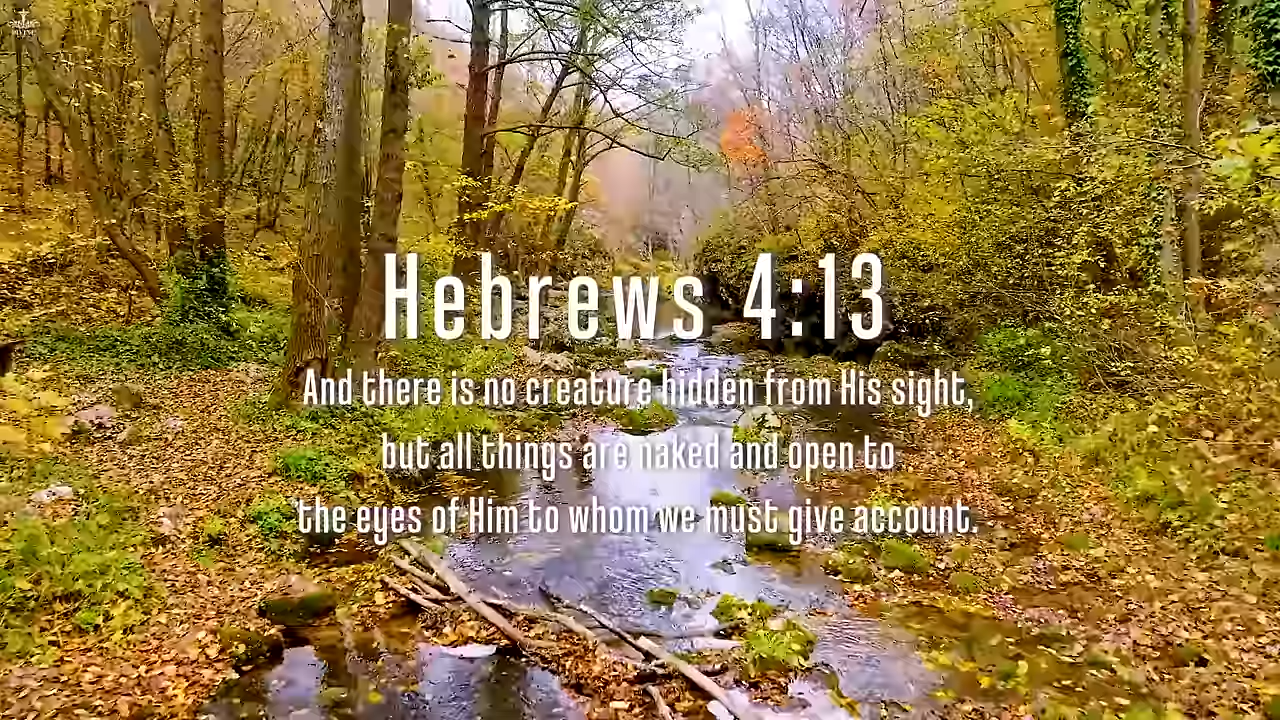 Hebrews 4:13
And there is no creature hidden from His sight,
but all things are naked and open to
the eyes of Him to whom we must give account.